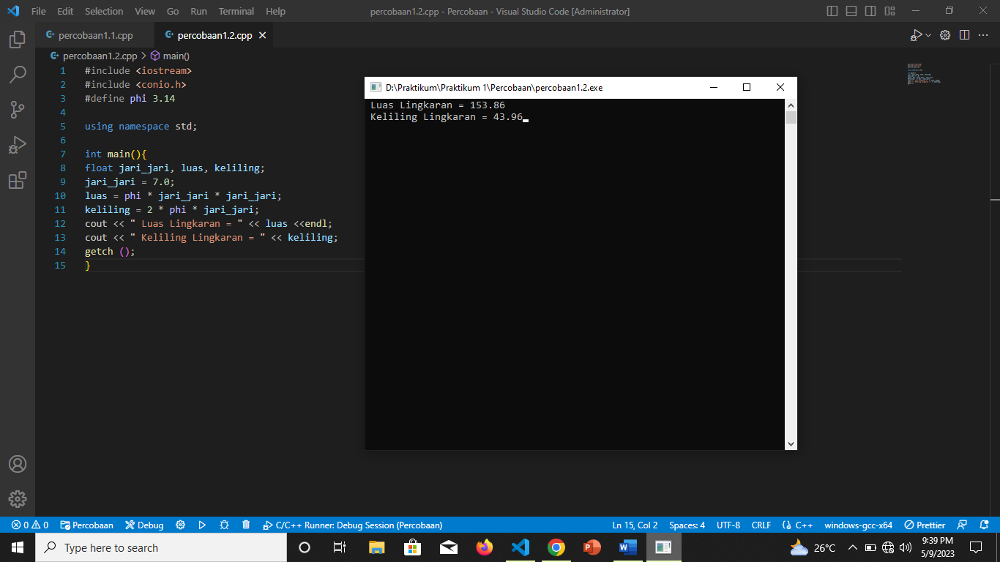 File Edit Selection View Go Run Terminal Help percobaan1.2.cpp - Percobaan - Visual Studio Code [Administrator]
percobaan1.1.cpp percobaan1.2.cpp
percobaan1.2.cpp > main()
1 #include <iostream>
2 #include <conio.h>
3 #define phi 3.14
4
5 using namespace std;
6
7 int main(){
8 float jari_jari, luas, keliling;
9 jari_jari = 7.0;
10 luas = phi * jari_jari * jari_jari;
11 keliling = 2 * phi * jari_jari;
12 cout << " Luas Lingkaran = " << luas <<endl;
13 cout << " Keliling Lingkaran = " << keliling;
14 getch ();
15 }
D:\Praktikum\Praktikum 1\Percobaan\percobaan1.2.exe
Luas Lingkaran = 153.86
Keliling Lingkaran = 43.96
0 0 Percobaan Debug C/C++ Runner: Debug Session (Percobaan) Ln 15, Col 2 Spaces: 4 UTF-8 CRLF {} C++ windows-gcc-x64 Prettier
Type here to search 26°C 9:39 PM
5/9/2023